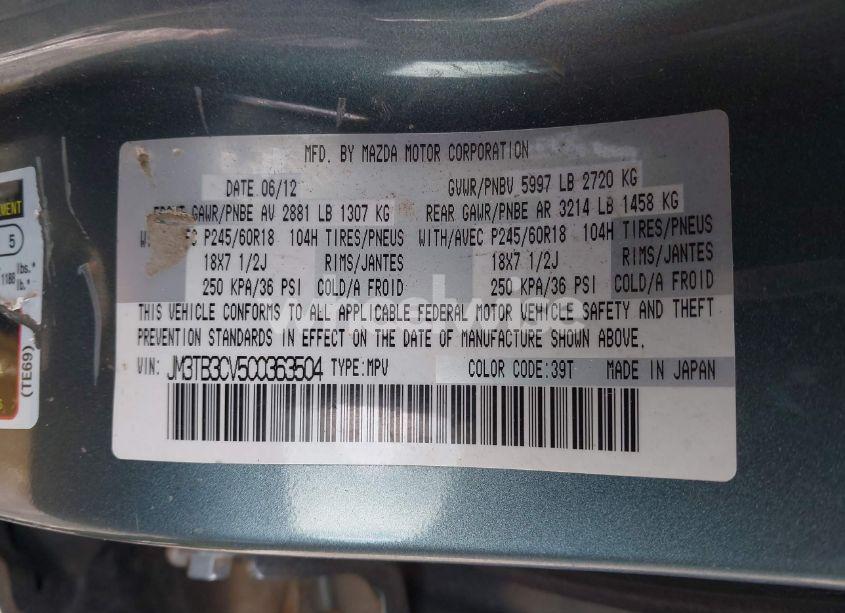 MFD. BY MAZDA MOTOR CORPORATION
DATE 06/12 GVWR/PNBV 5997 LB 2720 KG
GAWR/PNBE AV 2881 LB 1307 KG REAR GAWR/PNBE AR 3214 LB 1458 KG
P245/60R18 104H TIRES/PNEUS WITH/AVEC P245/60R18 104H TIRES/PNEUS
18X7 1/2J RIMS/JANTES 18X7 1/2J RIMS/JANTES
250 KPA/36 PSI COLD/A FROID 250 KPA/36 PSI COLD/A FROID
THIS VEHICLE CONFORMS TO ALL APPLICABLE FEDERAL MOTOR VEHICLE SAFETY AND THEFT
PREVENTION STANDARDS IN EFFECT ON THE DATE OF MANUFACTURE SHOWN ABOVE.
VIN: JM3TB3CV5C0363504 TYPE:MPV COLOR CODE:39T MADE IN JAPAN
5
1188 lbs.*
lb.*
(TE69)